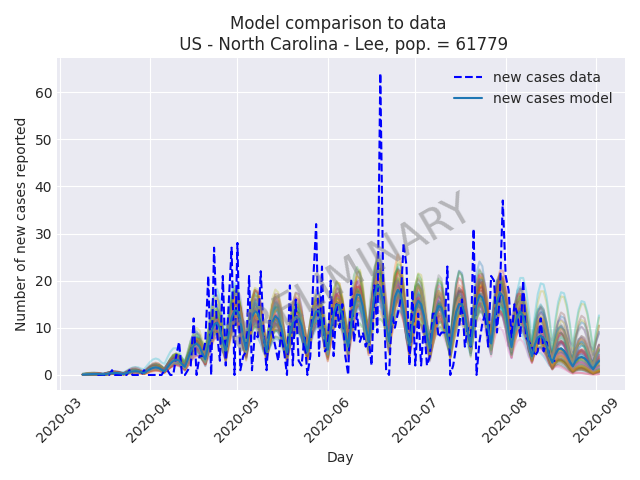 Model comparison to data
US - North Carolina - Lee, pop. = 61779
new cases data
new cases model
Number of new cases reported
60
50
40
30
20
10
0
PRELIMINARY
2020-03
2020-04
2020-05
2020-06
2020-07
2020-08
2020-09
Day